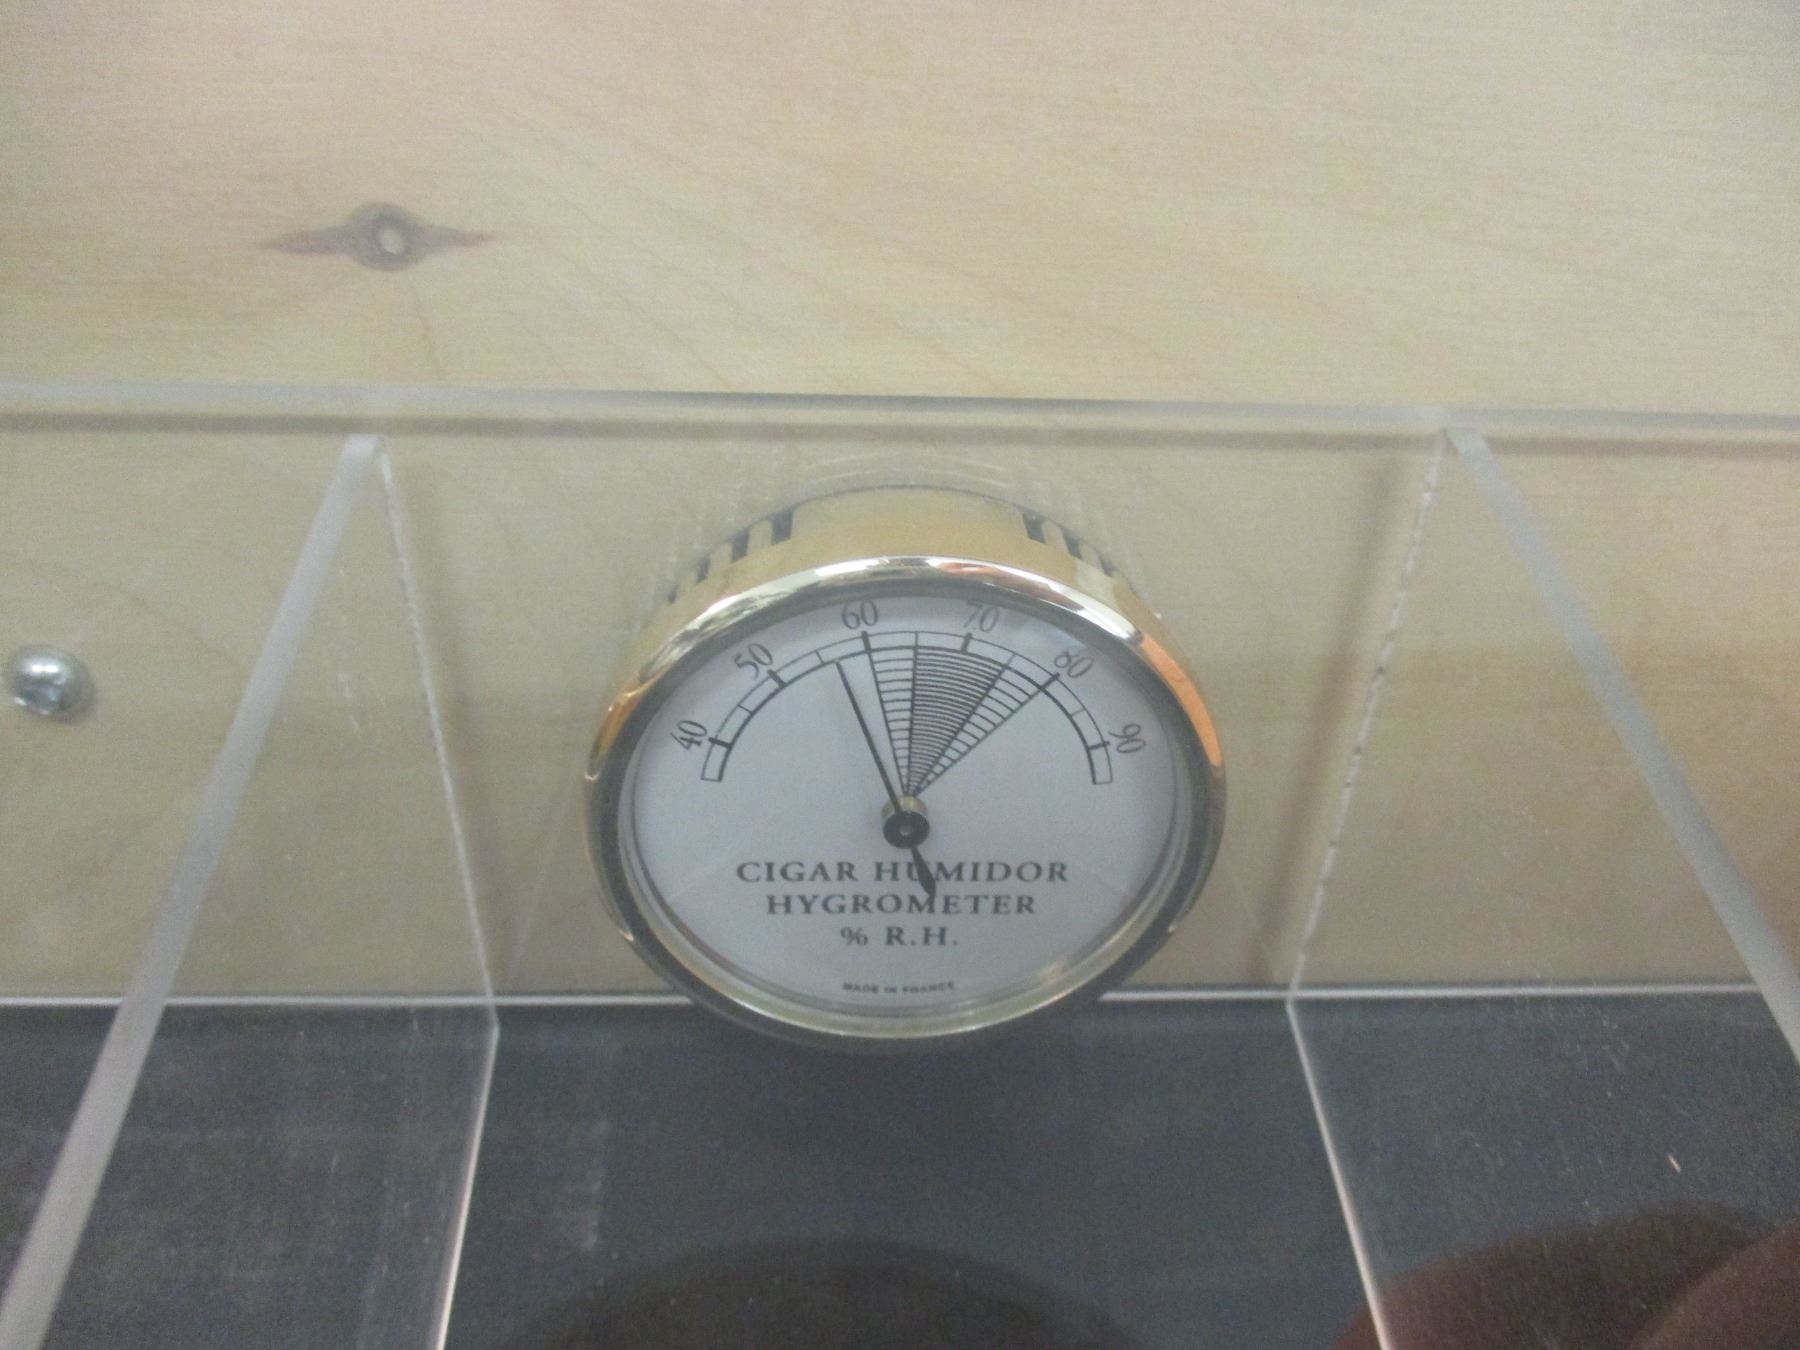 40 50 60 70 80 90
CIGAR HUMIDOR
HYGROMETER
% R.H.
MADE IN FRANCE